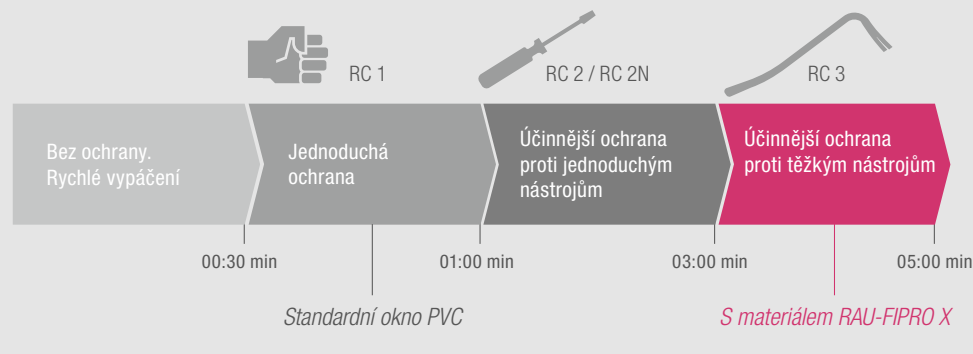 RC 1
RC 2 / RC 2N
RC 3
Bez ochrany.
Rychlé vypáčení
Jednoduchá
ochrana
Účinnější ochrana
proti jednoduchým
nástrojům
Účinnější ochrana
proti těžkým nástrojům
00:30 min
01:00 min
03:00 min
05:00 min
Standardní okno PVC
S materiálem RAU-FIPRO X